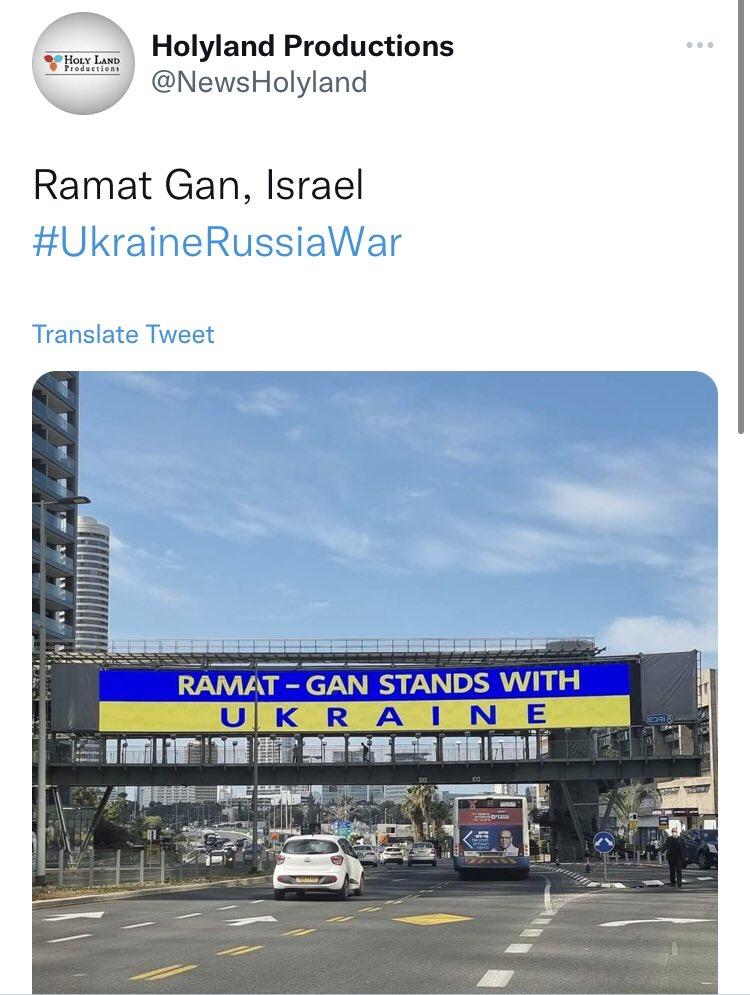 HOLY LAND
Productions
Holyland Productions
@NewsHolyland
Ramat Gan, Israel
#UkraineRussiaWar
Translate Tweet
RAMAT – GAN STANDS WITH
UKRAINE